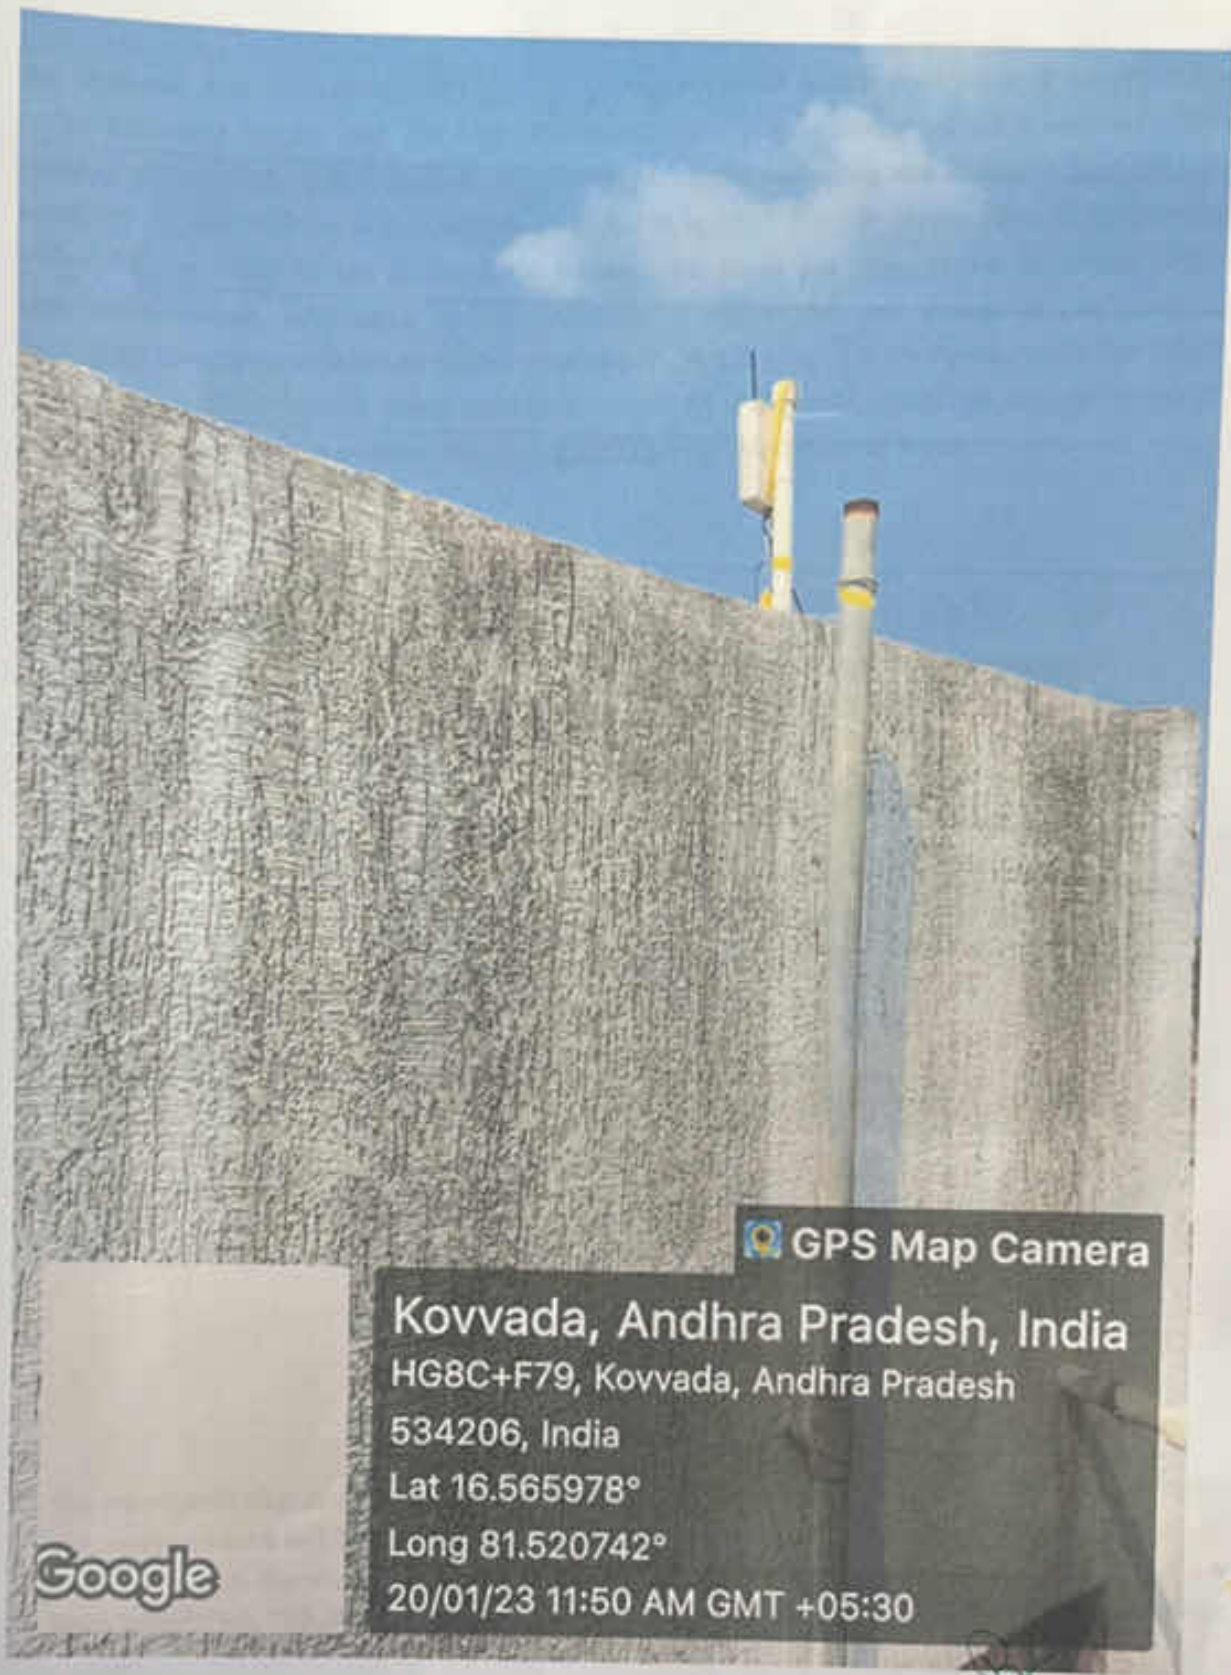 GPS Map Camera
Kovvada, Andhra Pradesh, India
HG8C+F79, Kovvada, Andhra Pradesh
534206, India
Lat 16.565978°
Long 81.520742°
20/01/23 11:50 AM GMT +05:30
Google